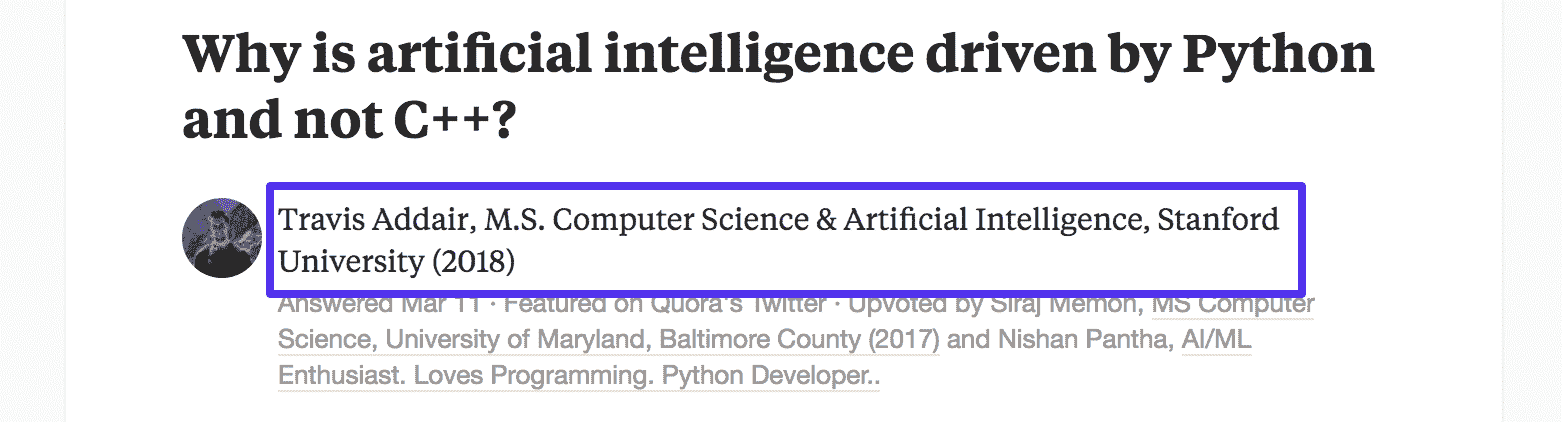 Why is artificial intelligence driven by Python
and not C++?
Travis Addair, M.S. Computer Science & Artificial Intelligence, Stanford
University (2018)
Answered Mar 11 · Featured on Quora's Twitter · Upvoted by Siraj Memon, MS Computer
Science, University of Maryland, Baltimore County (2017) and Nishan Pantha, AI/ML
Enthusiast. Loves Programming. Python Developer..